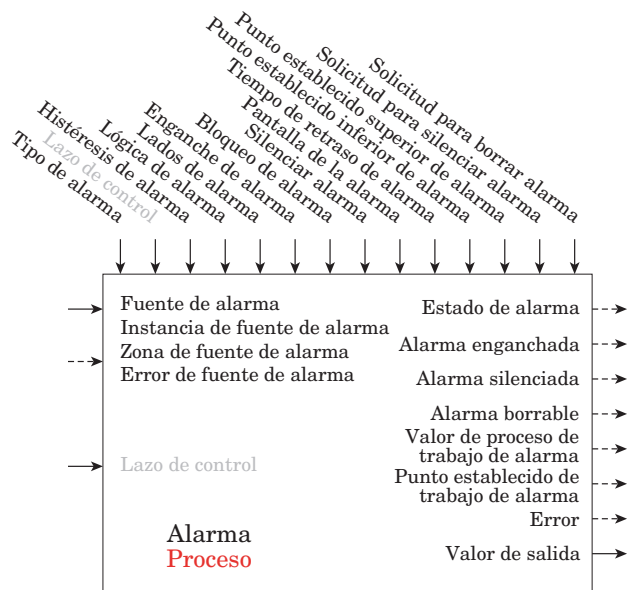 Tipo de alarma
Lazo de control
Histéresis de alarma
Lógica de alarma
Lados de alarma
Enganche de alarma
Bloqueo de alarma
Silenciar alarma
Pantalla de la alarma
Tiempo de retraso de alarma
Punto establecido inferior de alarma
Punto establecido superior de alarma
Solicitud para silenciar alarma
Solicitud para borrar alarma
Fuente de alarma
Instancia de fuente de alarma
Zona de fuente de alarma
Error de fuente de alarma
Lazo de control
Alarma
Proceso
Estado de alarma
Alarma enganchada
Alarma silenciada
Alarma borrable
Valor de proceso de
trabajo de alarma
Punto establecido de
trabajo de alarma
Error
Valor de salida